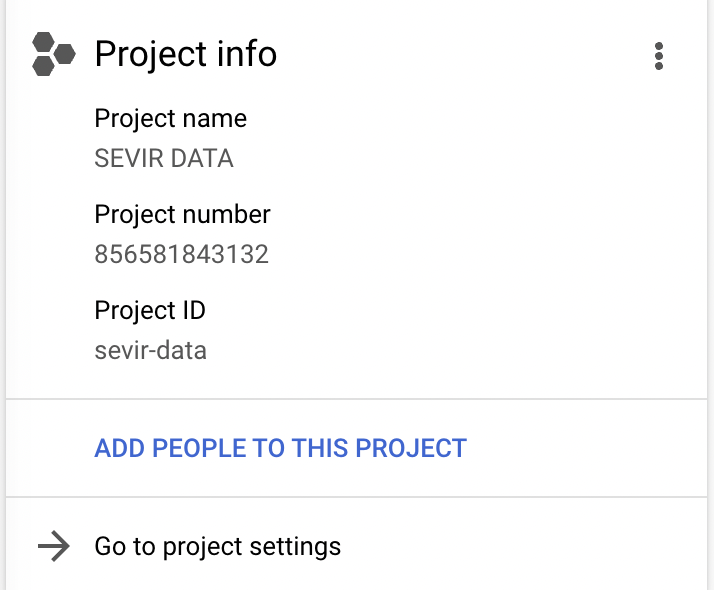 Project info
Project name
SEVIR DATA
Project number
856581843132
Project ID
sevir-data
ADD PEOPLE TO THIS PROJECT
Go to project settings